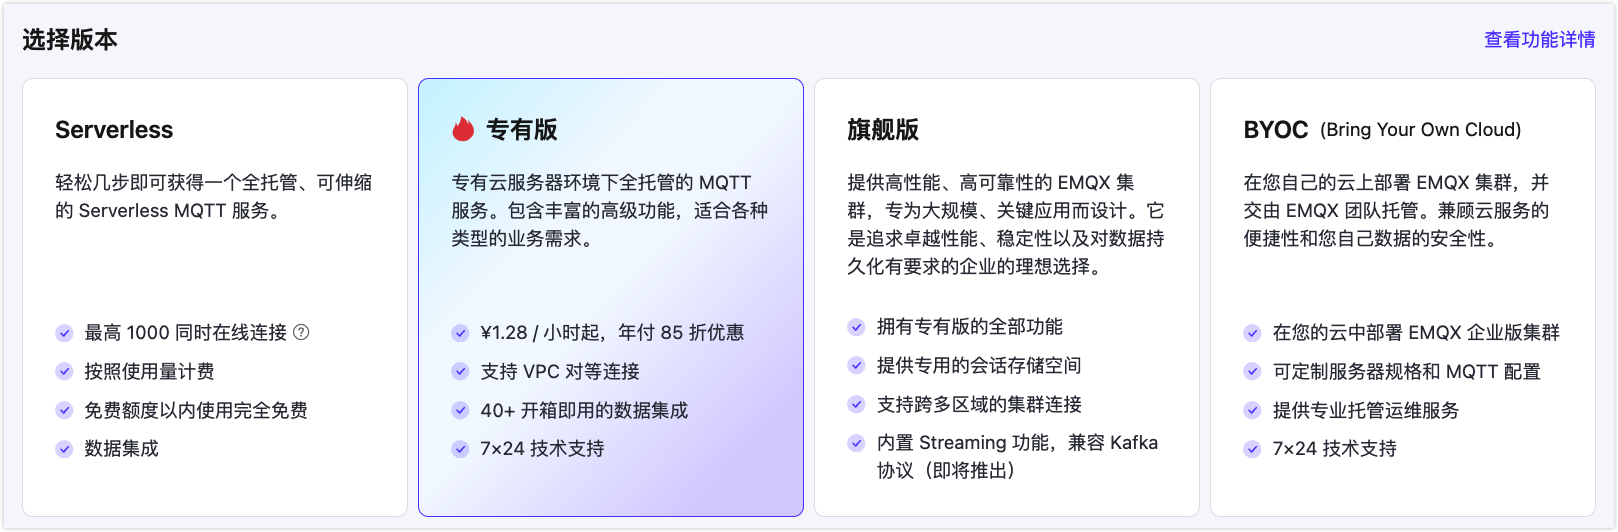 选择版本
查看功能详情
Serverless
轻松几步即可获得一个全托管、可伸缩
的 Serverless MQTT 服务。
最高 1000 同时在线连接 ?
按照使用量计费
免费额度以内使用完全免费
数据集成
专有版
专有云服务器环境下全托管的 MQTT
服务。包含丰富的高级功能，适合各种
类型的业务需求。
¥1.28 / 小时起，年付 85 折优惠
支持 VPC 对等连接
40+ 开箱即用的数据集成
7×24 技术支持
旗舰版
提供高性能、高可靠性的 EMQX 集
群，专为大规模、关键应用而设计。它
是追求卓越性能、稳定性以及对数据持
久化有要求的企业的理想选择。
拥有专有版的全部功能
提供专用的会话存储空间
支持跨多区域的集群连接
内置 Streaming 功能，兼容 Kafka
协议（即将推出）
BYOC (Bring Your Own Cloud)
在您自己的云上部署 EMQX 集群，并
交由 EMQX 团队托管。兼顾云服务的
便捷性和您自己数据的安全性。
在您的云中部署 EMQX 企业版集群
可定制服务器规格和 MQTT 配置
提供专业托管运维服务
7×24 技术支持